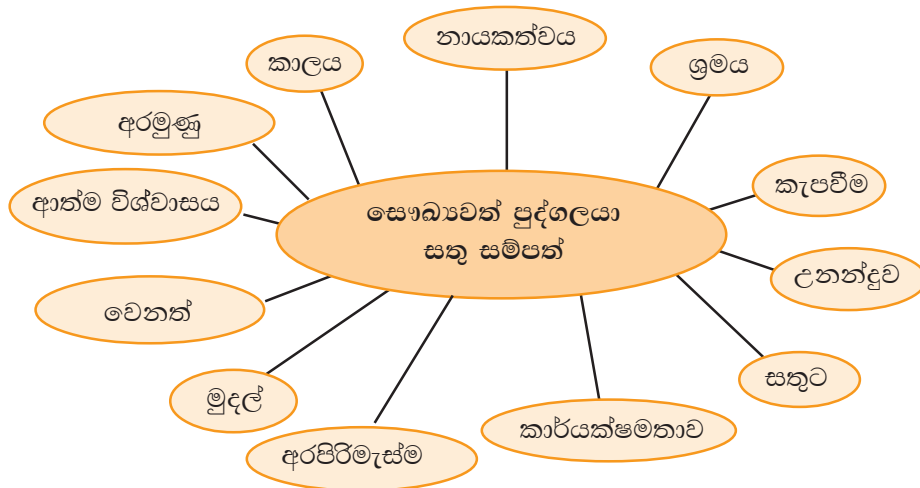 නායකත්වය
කාලය
ශ්‍රමය
අරමුණු
කැපවීම
ආත්ම විශ්වාසය
සෞඛ්‍යවත් පුද්ගලයා
සතු සම්පත්
උනන්දුව
වෙනත්
සතුට
මුදල්
කාර්යක්ෂමතාව
අරපිරිමැස්ම